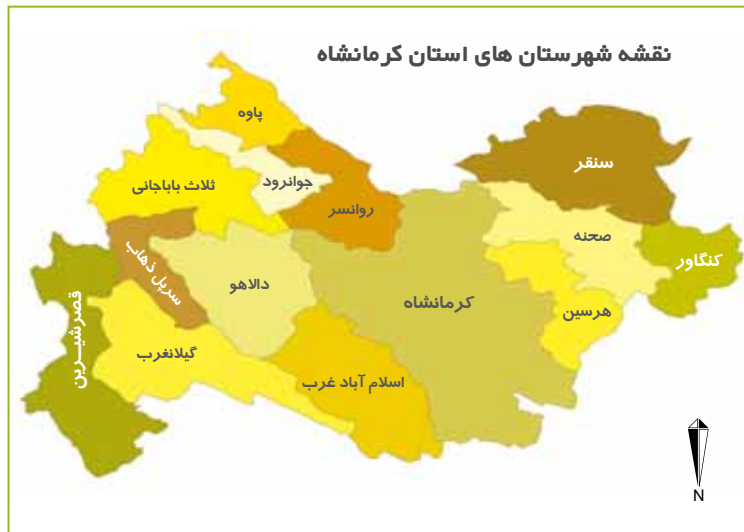 نقشه شهرستان های استان کرمانشاه
پاوه
سنقر
جوانرود
ثلاث باباجانی
روانسر
صحنه
کنگاور
سرپل ذهاب
دالاهو
کرمانشاه
هرسین
قصرشیـرین
گیلانغرب
اسلام آباد غرب
N